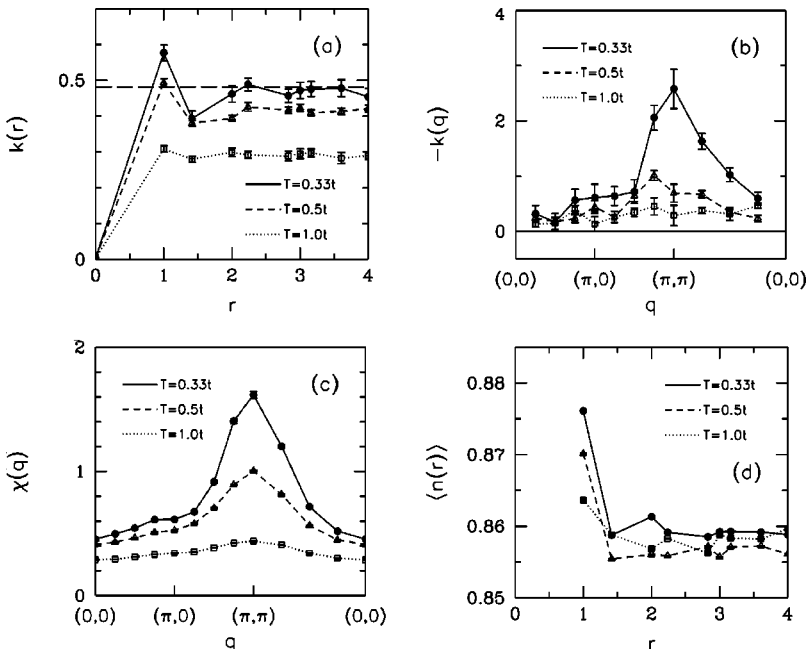 (a)
0.5
0
k(r)
T=0.33t
T=0.5t
T=1.0t
0 1 2 3 4
r
4
2
0
−k(q)
T=0.33t
T=0.5t
T=1.0t
(b)
(0,0) (π,0) (π,π) (0,0)
q
2
1
0
χ(q)
T=0.33t
T=0.5t
T=1.0t
(c)
(0,0) (π,0) (π,π) (0,0)
q
0.88
0.87
0.86
0.85
⟨n(r)⟩
T=0.33t
T=0.5t
T=1.0t
(d)
0 1 2 3 4
r